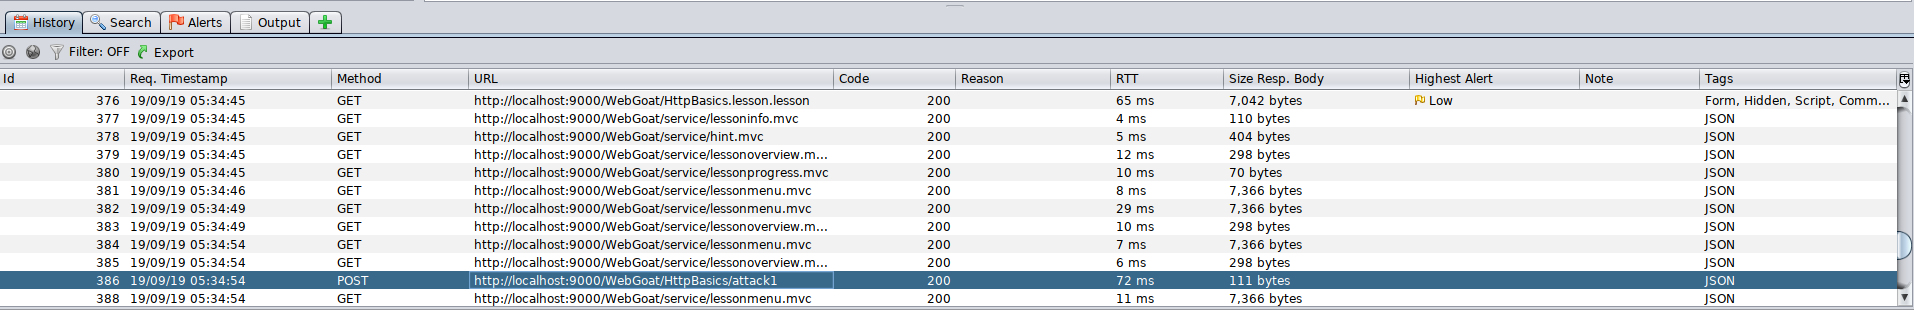 History Search Alerts Output
Filter: OFF Export
Id Req. Timestamp Method URL Code Reason RTT Size Resp. Body Highest Alert Note Tags
376 19/09/19 05:34:45 GET http://localhost:9000/WebGoat/HttpBasics.lesson.lesson 200 65 ms 7,042 bytes Low Form, Hidden, Script, Comm...
377 19/09/19 05:34:45 GET http://localhost:9000/WebGoat/service/lessoninfo.mvc 200 4 ms 110 bytes JSON
378 19/09/19 05:34:45 GET http://localhost:9000/WebGoat/service/hint.mvc 200 5 ms 404 bytes JSON
379 19/09/19 05:34:45 GET http://localhost:9000/WebGoat/service/lessonoverview.m... 200 12 ms 298 bytes JSON
380 19/09/19 05:34:45 GET http://localhost:9000/WebGoat/service/lessonprogress.mvc 200 10 ms 70 bytes JSON
381 19/09/19 05:34:46 GET http://localhost:9000/WebGoat/service/lessonmenu.mvc 200 8 ms 7,366 bytes JSON
382 19/09/19 05:34:49 GET http://localhost:9000/WebGoat/service/lessonmenu.mvc 200 29 ms 7,366 bytes JSON
383 19/09/19 05:34:49 GET http://localhost:9000/WebGoat/service/lessonoverview.m... 200 10 ms 298 bytes JSON
384 19/09/19 05:34:54 GET http://localhost:9000/WebGoat/service/lessonmenu.mvc 200 7 ms 7,366 bytes JSON
385 19/09/19 05:34:54 GET http://localhost:9000/WebGoat/service/lessonoverview.m... 200 6 ms 298 bytes JSON
386 19/09/19 05:34:54 POST http://localhost:9000/WebGoat/HttpBasics/attack1 200 72 ms 111 bytes JSON
388 19/09/19 05:34:54 GET http://localhost:9000/WebGoat/service/lessonmenu.mvc 200 11 ms 7,366 bytes JSON